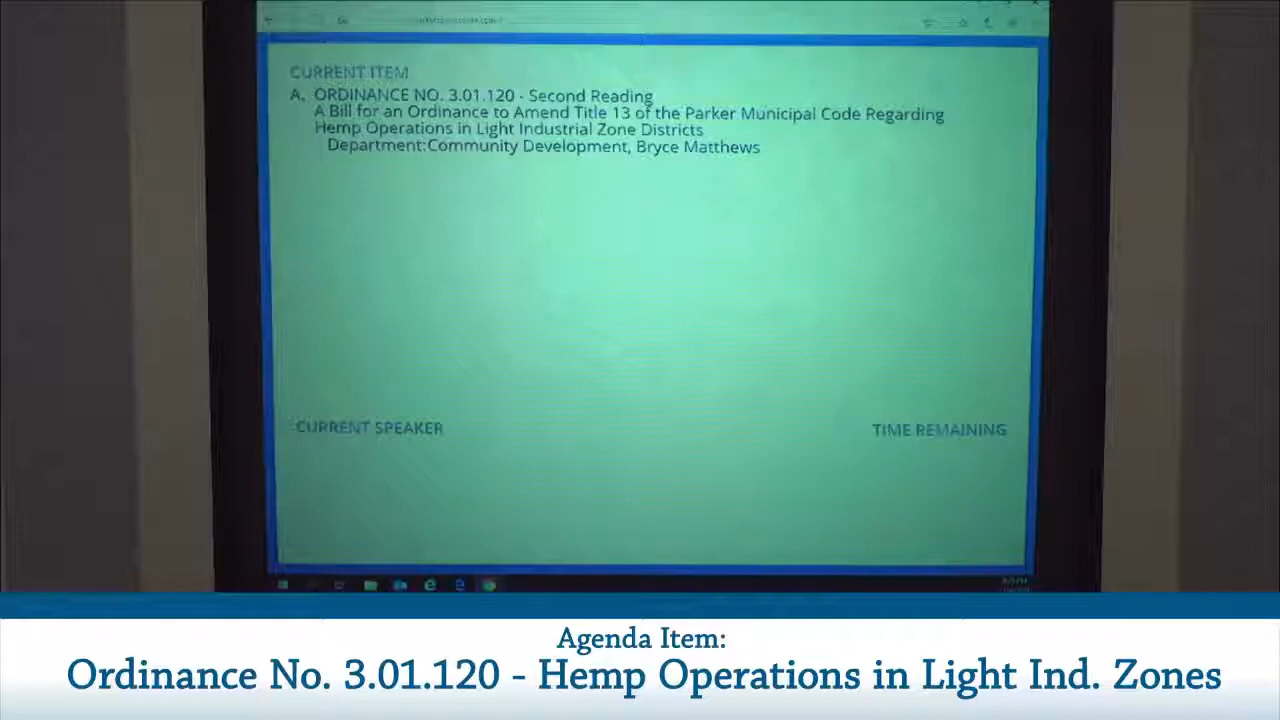 CURRENT ITEM
A. ORDINANCE NO. 3.01.120 - Second Reading
A Bill for an Ordinance to Amend Title 13 of the Parker Municipal Code Regarding
Hemp Operations in Light Industrial Zone Districts
Department:Community Development, Bryce Matthews
CURRENT SPEAKER
TIME REMAINING
Agenda Item:
Ordinance No. 3.01.120 - Hemp Operations in Light Ind. Zones